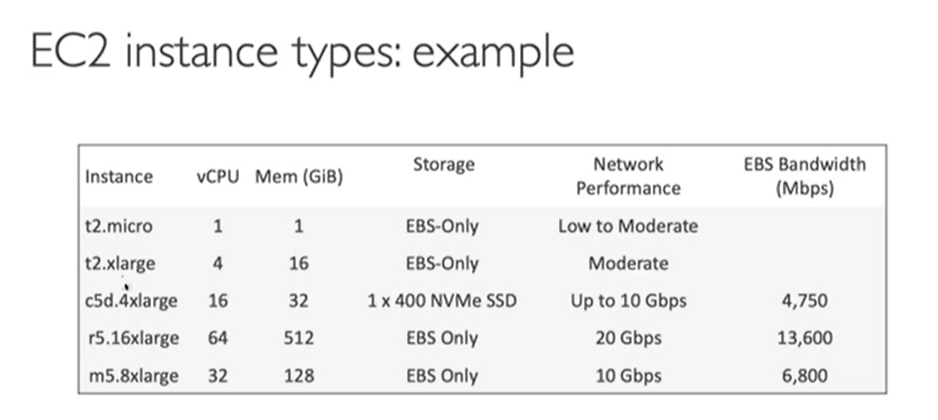 EC2 instance types: example
Instance vCPU Mem (GiB) Storage Network Performance EBS Bandwidth (Mbps)
t2.micro 1 1 EBS-Only Low to Moderate
t2.xlarge 4 16 EBS-Only Moderate
c5d.4xlarge 16 32 1 x 400 NVMe SSD Up to 10 Gbps 4,750
r5.16xlarge 64 512 EBS Only 20 Gbps 13,600
m5.8xlarge 32 128 EBS Only 10 Gbps 6,800